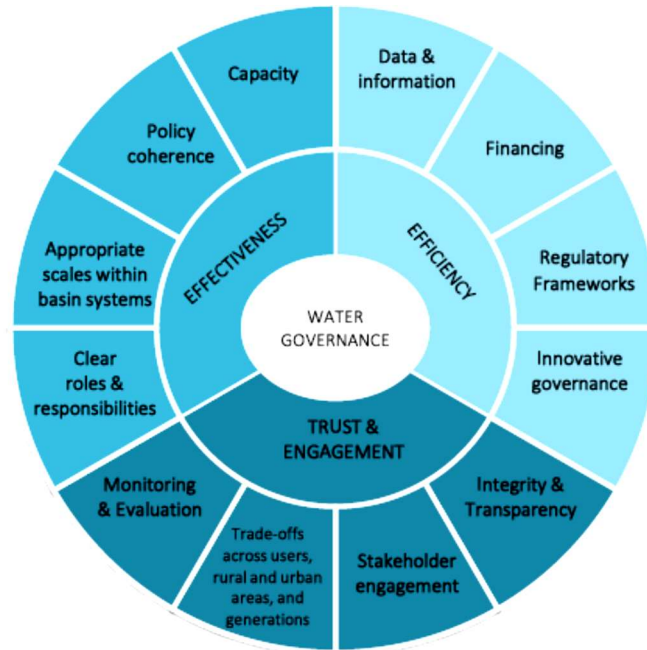 Capacity
Data &
information
Policy
coherence
Financing
Appropriate
scales within
basin systems
EFFECTIVENESS
EFFICIENCY
Regulatory
Frameworks
WATER
GOVERNANCE
Clear
roles &
responsibilities
Innovative
governance
TRUST &
ENGAGEMENT
Monitoring
& Evaluation
Trade-offs
across users,
rural and urban
areas, and
generations
Stakeholder
engagement
Integrity &
Transparency